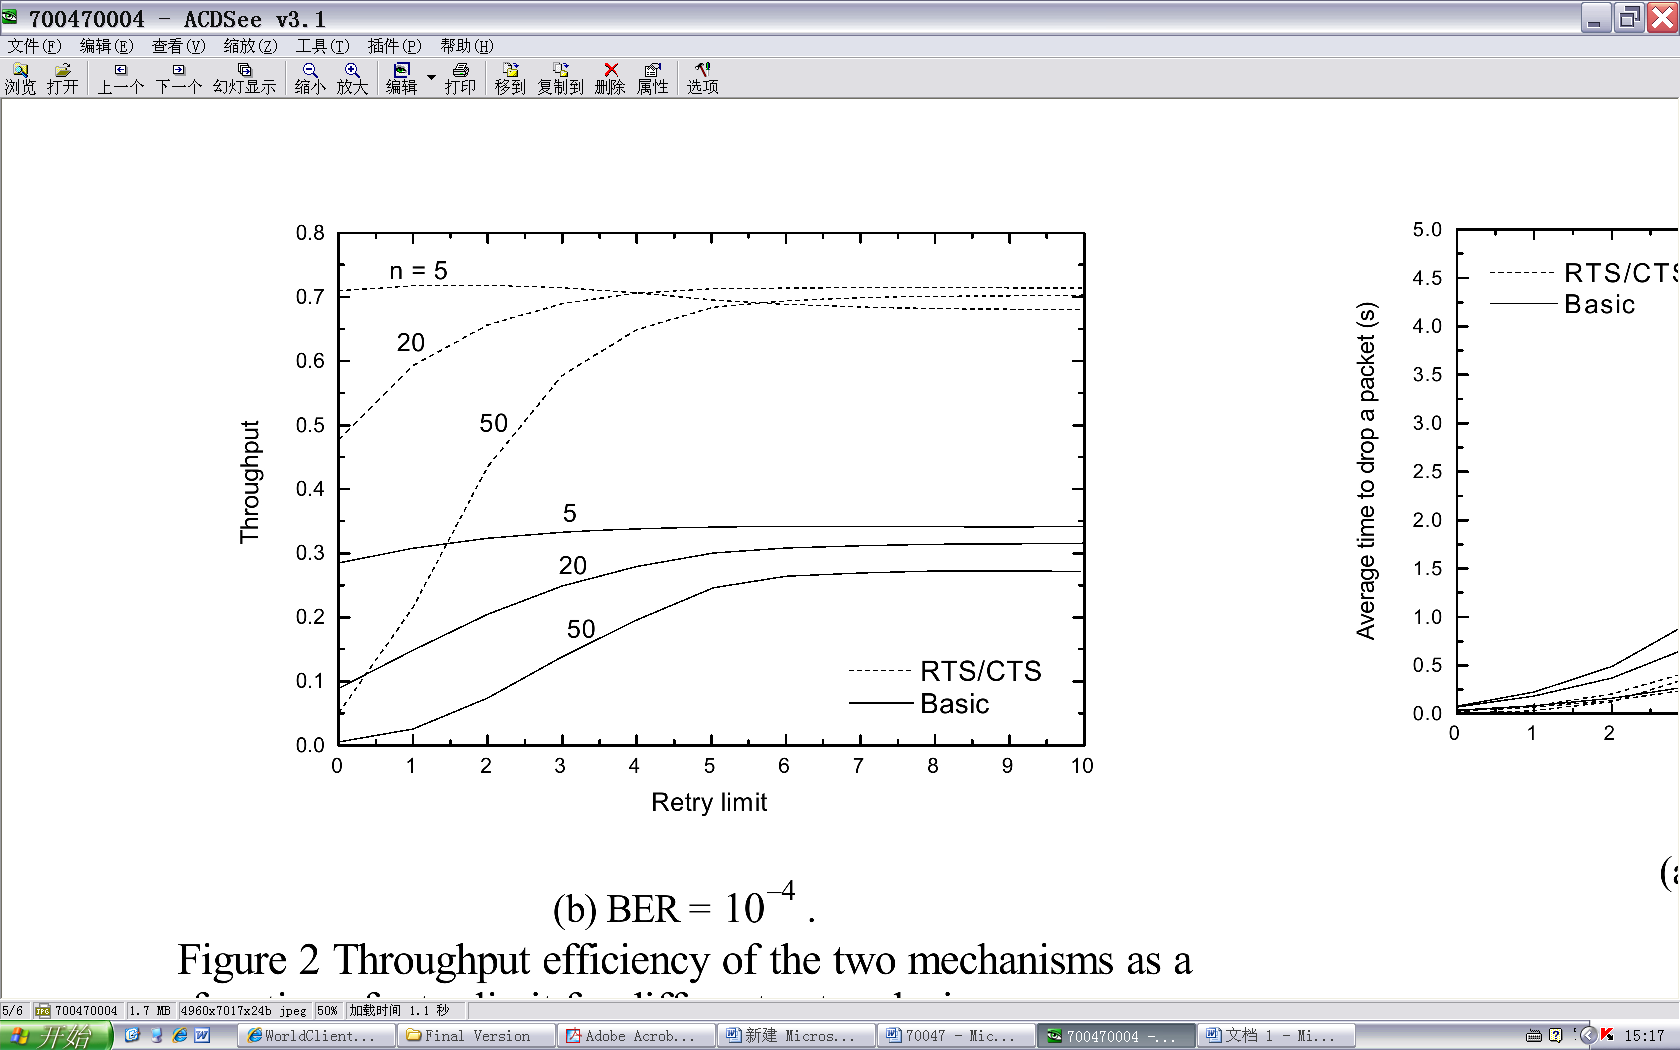 700470004 - ACDSee v3.1
文件(F) 编辑(E) 查看(V) 缩放(Z) 工具(T) 插件(P) 帮助(H)
浏览 打开 上一个 下一个 幻灯显示 缩小 放大 编辑 打印 移到 复制到 删除 属性 选项
0.8
0.7
0.6
0.5
0.4
0.3
0.2
0.1
0.0
Throughput
n = 5
20
50
5
20
50
RTS/CTS
Basic
0 1 2 3 4 5 6 7 8 9 10
Retry limit
(b) BER = 10⁻⁴ .
Figure 2 Throughput efficiency of the two mechanisms as a
5.0
4.5
4.0
3.5
3.0
2.5
2.0
1.5
1.0
0.5
0.0
Average time to drop a packet (s)
RTS/CTS
Basic
0 1 2
(a
5/6 700470004 1.7 MB 4960x7017x24b jpeg 50% 加载时间 1.1 秒
开始 WorldClient... Final Version Adobe Acrob... 新建 Micros... 70047 - Mic... 700470004 -... 文档 1 - Mi... 15:17